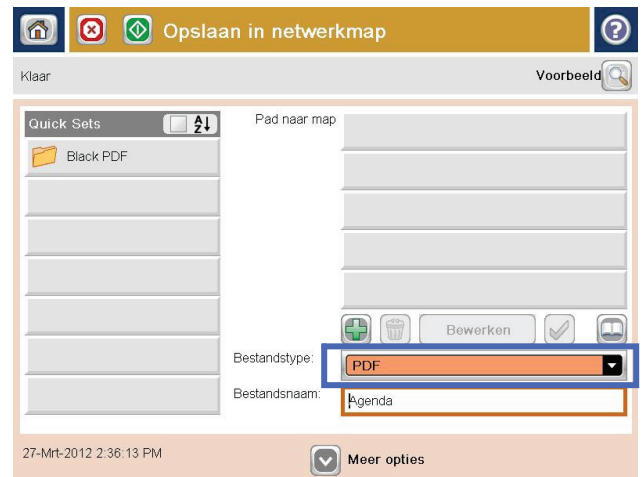 Opslaan in netwerkmap
Klaar
Voorbeeld
Quick Sets
Pad naar map
Black PDF
Bewerken
Bestandstype:
PDF
Bestandsnaam:
Agenda
27-Mrt-2012 2:36:13 PM
Meer opties